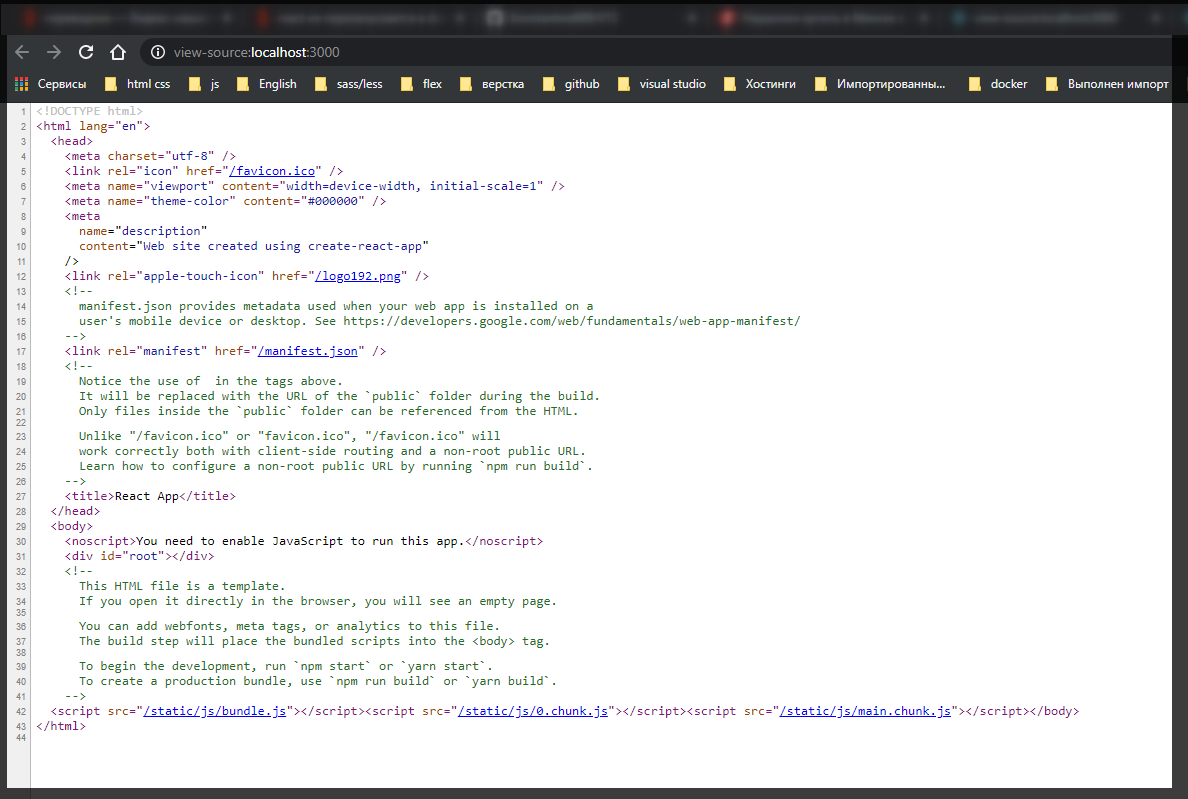 view-source:localhost:3000
Сервисы html css js English sass/less flex верстка github visual studio Хостинги Импортированны... docker Выполнен импорт
1 <!DOCTYPE html>
2 <html lang="en">
3 <head>
4 <meta charset="utf-8" />
5 <link rel="icon" href="/favicon.ico" />
6 <meta name="viewport" content="width=device-width, initial-scale=1" />
7 <meta name="theme-color" content="#000000" />
8 <meta
9 name="description"
10 content="Web site created using create-react-app"
11 />
12 <link rel="apple-touch-icon" href="/logo192.png" />
13 <!--
14 manifest.json provides metadata used when your web app is installed on a
15 user's mobile device or desktop. See https://developers.google.com/web/fundamentals/web-app-manifest/
16 -->
17 <link rel="manifest" href="/manifest.json" />
18 <!--
19 Notice the use of  in the tags above.
20 It will be replaced with the URL of the `public` folder during the build.
21 Only files inside the `public` folder can be referenced from the HTML.
22
23 Unlike "/favicon.ico" or "favicon.ico", "/favicon.ico" will
24 work correctly both with client-side routing and a non-root public URL.
25 Learn how to configure a non-root public URL by running `npm run build`.
26 -->
27 <title>React App</title>
28 </head>
29 <body>
30 <noscript>You need to enable JavaScript to run this app.</noscript>
31 <div id="root"></div>
32 <!--
33 This HTML file is a template.
34 If you open it directly in the browser, you will see an empty page.
35
36 You can add webfonts, meta tags, or analytics to this file.
37 The build step will place the bundled scripts into the <body> tag.
38
39 To begin the development, run `npm start` or `yarn start`.
40 To create a production bundle, use `npm run build` or `yarn build`.
41 -->
42 <script src="/static/js/bundle.js"></script><script src="/static/js/0.chunk.js"></script><script src="/static/js/main.chunk.js"></script></body>
43 </html>
44